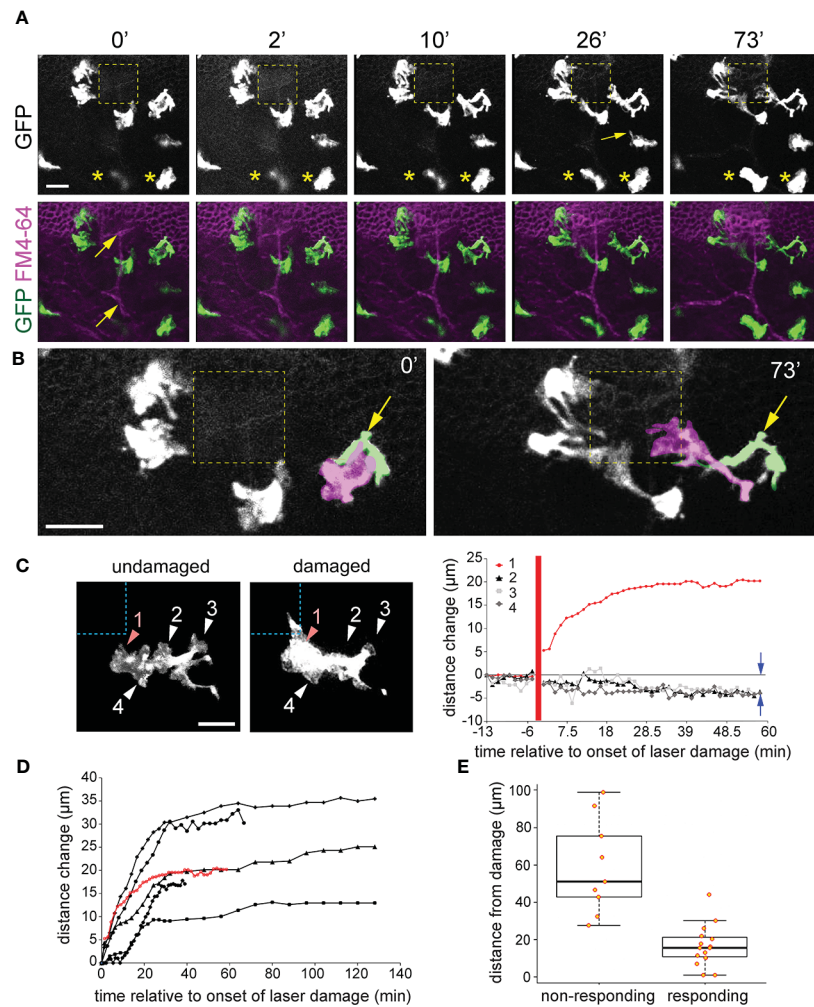 A
0’ 2’ 10’ 26’ 73’
GFP
* * * * * * * * * *
GFP FM4-64
B
0’ 73’
C
undamaged damaged
1 2 3 4
1 2 3 4
distance change (µm)
25
20
15
10
5
0
-5
-10
1
2
3
4
-13 -6 7.5 18 28.5 39 49.5 60
time relative to onset of laser damage (min)
D
distance change (µm)
40
35
30
25
20
15
10
5
0
0 20 40 60 80 100 120 140
time relative to onset of laser damage (min)
E
distance from damage (µm)
100
80
60
40
20
0
non-responding responding